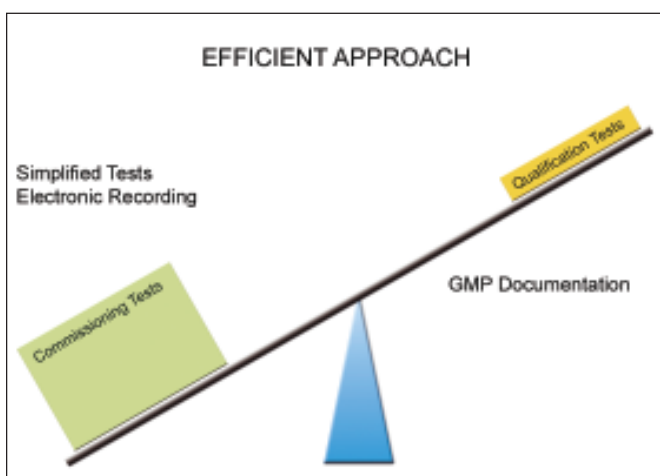 EFFICIENT APPROACH
Qualification Tests
Simplified Tests
Electronic Recording
GMP Documentation
Commissioning Tests